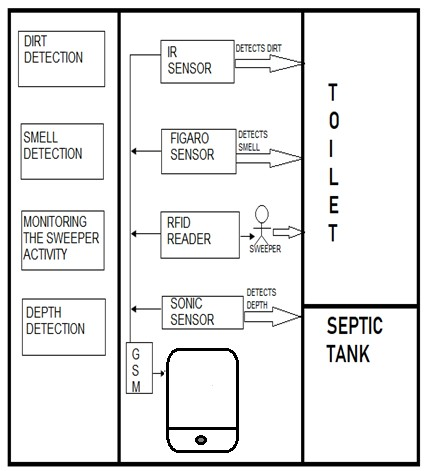 DIRT
DETECTION
SMELL
DETECTION
MONITORING
THE SWEEPER
ACTIVITY
DEPTH
DETECTION
IR
SENSOR
DETECTS DIRT
FIGARO
SENSOR
DETECTS
SMELL
RFID
READER
SWEEPER
SONIC
SENSOR
DETECTS
DEPTH
G
S
M
T
O
I
L
E
T
SEPTIC
TANK